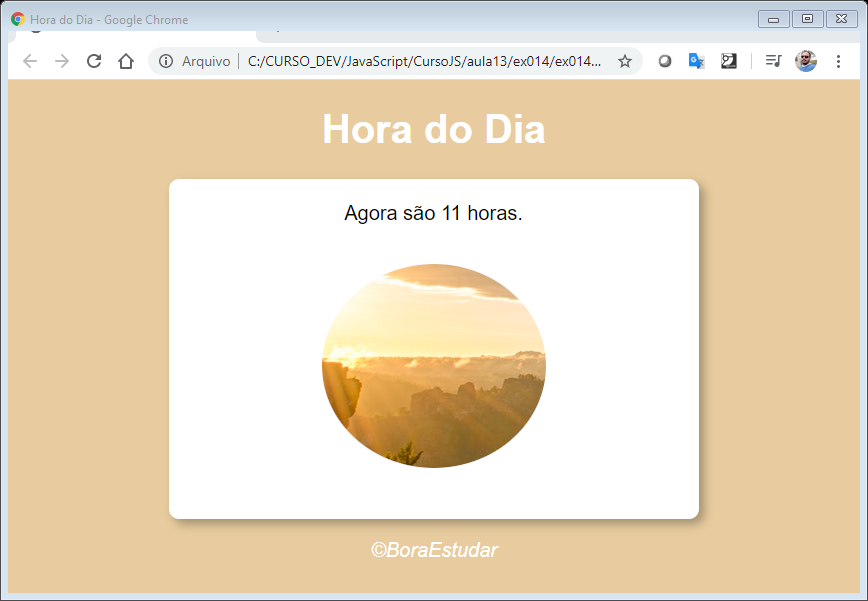 Hora do Dia - Google Chrome
Arquivo | C:/CURSO_DEV/JavaScript/CursoJS/aula13/ex014/ex014...
Hora do Dia
Agora são 11 horas.
©BoraEstudar